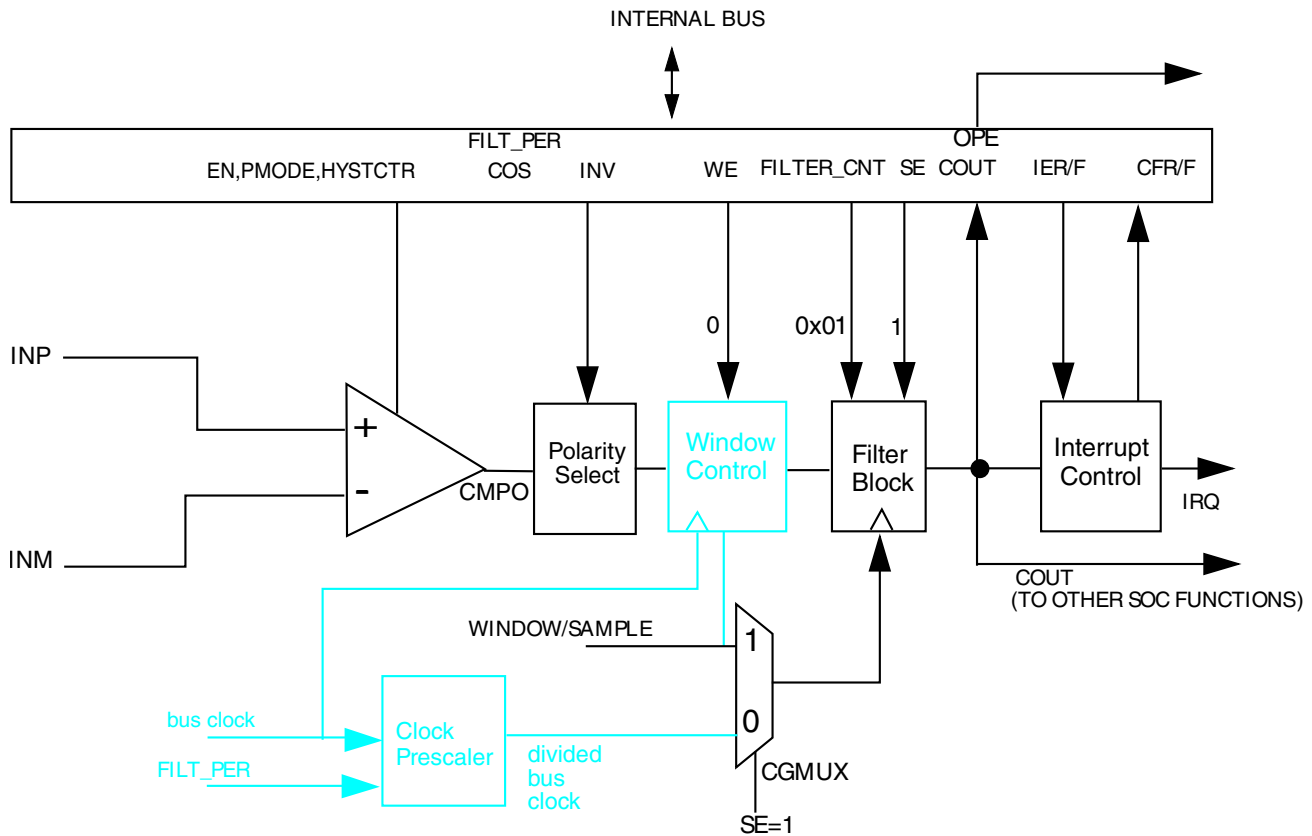 INTERNAL BUS
FILT_PER
OPE
EN,PMODE,HYSTCTR
COS
INV
WE
FILTER_CNT
SE
COUT
IER/F
CFR/F
0
0x01
1
INP
+
-
INM
CMPO
Polarity
Select
Window
Control
Filter
Block
Interrupt
Control
IRQ
COUT
(TO OTHER SOC FUNCTIONS)
WINDOW/SAMPLE
1
0
bus clock
FILT_PER
Clock
Prescaler
divided
bus
clock
CGMUX
SE=1